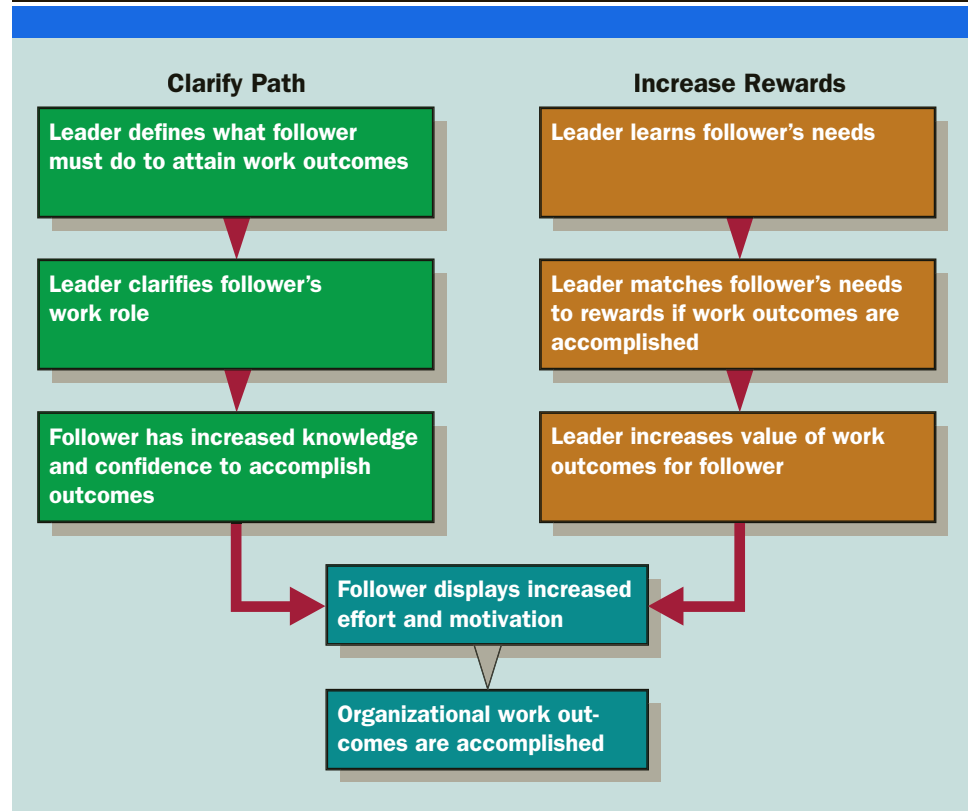 Clarify Path
Leader defines what follower
must do to attain work outcomes
Leader clarifies follower's
work role
Follower has increased knowledge
and confidence to accomplish
outcomes
Increase Rewards
Leader learns follower's needs
Leader matches follower's needs
to rewards if work outcomes are
accomplished
Leader increases value of work
outcomes for follower
Follower displays increased
effort and motivation
Organizational work out-
comes are accomplished